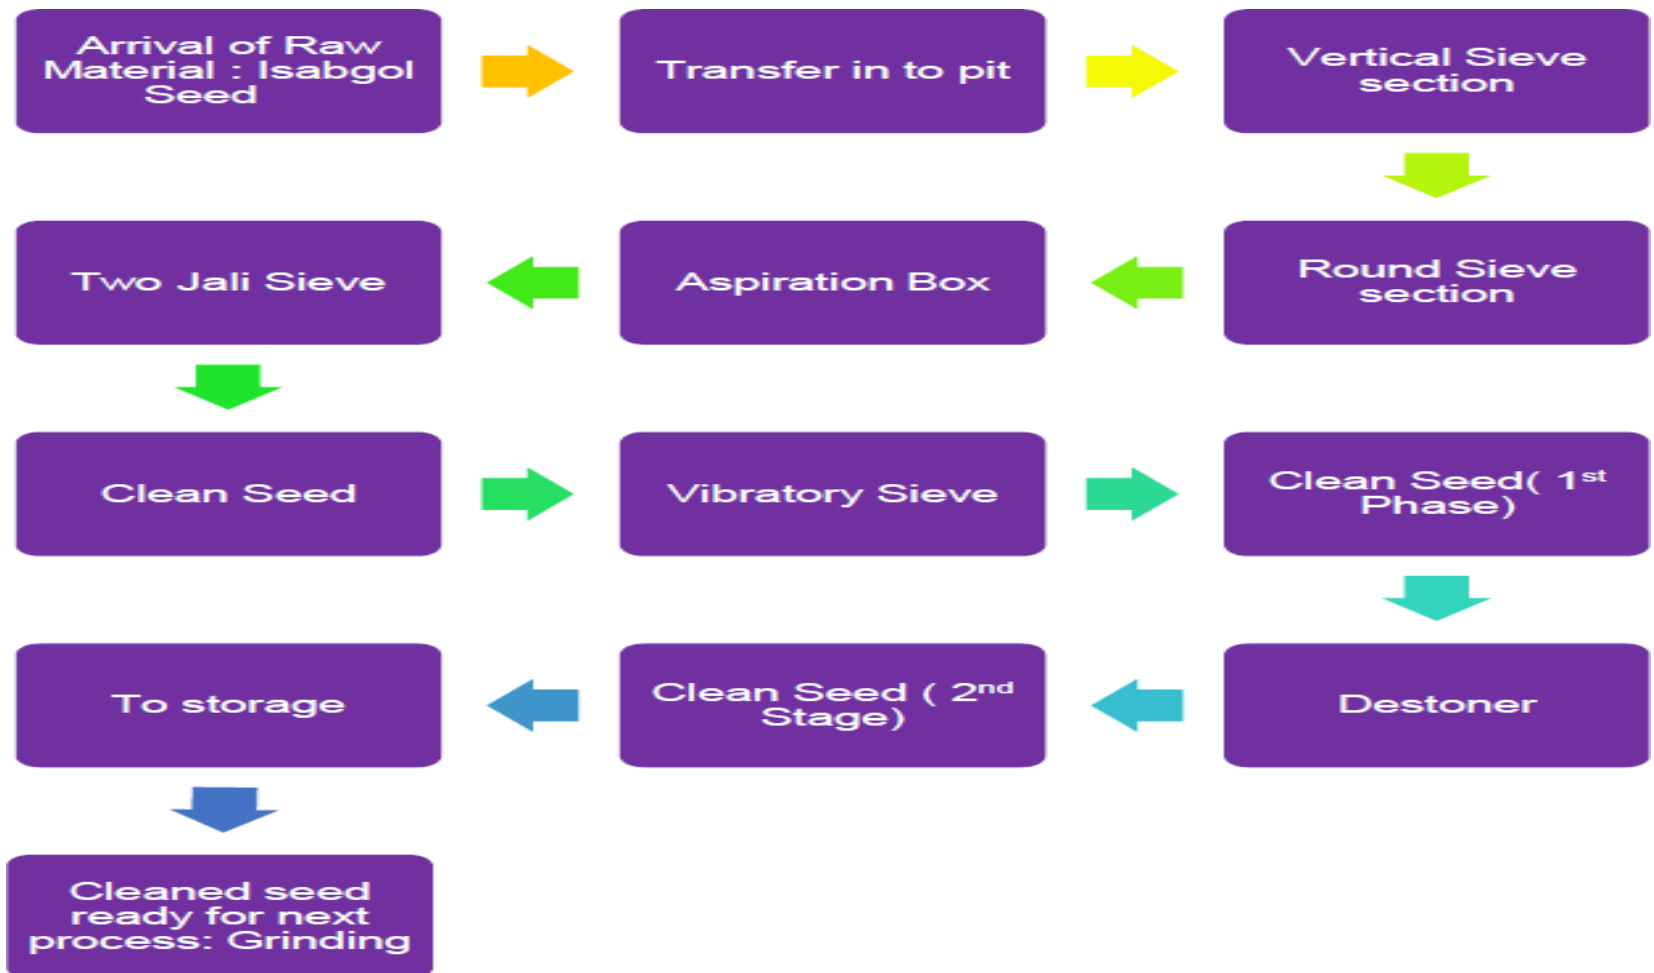 Arrival of Raw
Material : Isabgol
Seed
Transfer in to pit
Vertical Sieve
section
Round Sieve
section
Aspiration Box
Two Jali Sieve
Clean Seed
Vibratory Sieve
Clean Seed( 1st
Phase)
Destoner
Clean Seed ( 2nd
Stage)
To storage
Cleaned seed
ready for next
process: Grinding